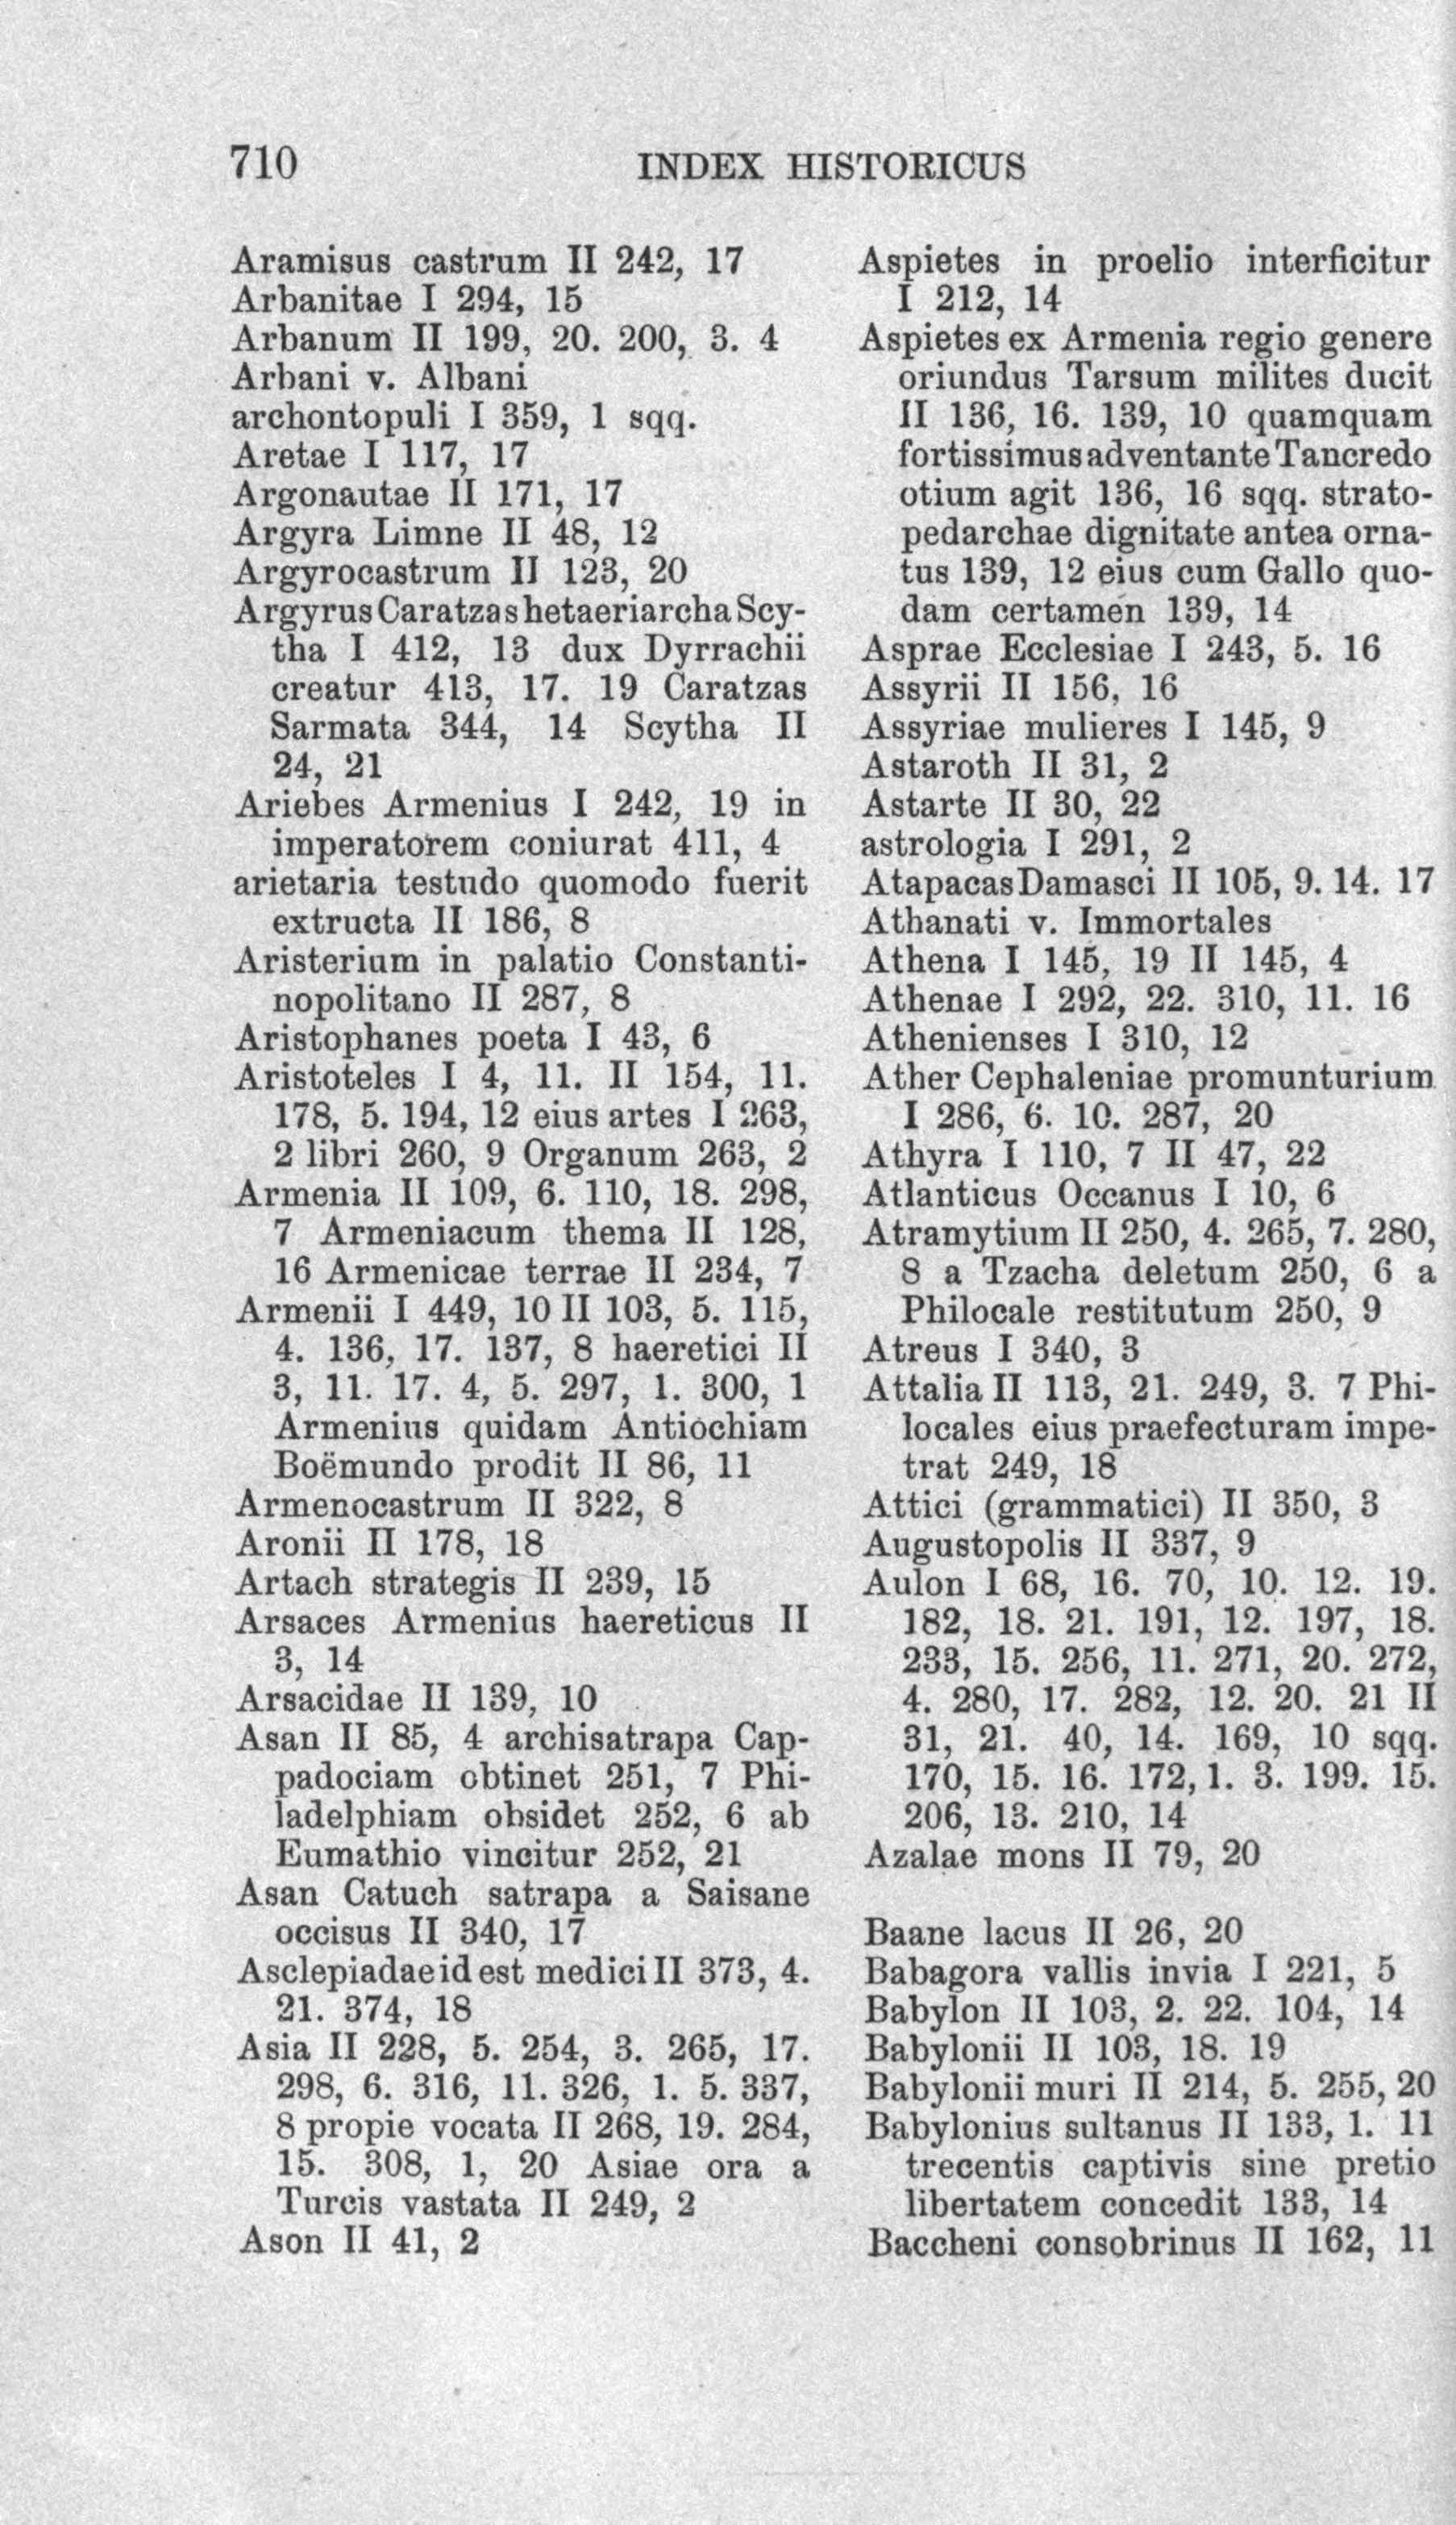 710
INDEX HISTORICUS
Aramisus castrum II 242, 17
Arbanitae I 294, 15
Arbanum II 199, 20. 200, 3. 4
Arbani v. Albani
archontopuli I 359, 1 sqq.
Aretae I 117, 17
Argonautae II 171, 17
Argyra Limne II 48, 12
Argyrocastrum II 123, 20
Argyrus Caratzas hetaeriarcha Scy-
tha I 412, 13 dux Dyrrachii
creatur 413, 17. 19 Caratzas
Sarmata 344, 14 Scytha II
24, 21
Ariebes Armenius I 242, 19 in
imperatorem coniurat 411, 4
arietaria testudo quomodo fuerit
extructa II 186, 8
Aristerium in palatio Constanti-
nopolitano II 287, 8
Aristophanes poeta I 43, 6
Aristoteles I 4, 11. II 154, 11.
178, 5. 194, 12 eius artes I 263,
2 libri 260, 9 Organum 263, 2
Armenia II 109, 6. 110, 18. 298,
7 Armeniacum thema II 128,
16 Armenicae terrae II 234, 7
Armenii I 449, 10 II 103, 5. 115,
4. 136, 17. 137, 8 haeretici II
3, 11. 17. 4, 5. 297, 1. 300, 1
Armenius quidam Antiochiam
Boëmundo prodit II 86, 11
Armenocastrum II 322, 8
Aronii II 178, 18
Artach strategis II 239, 15
Arsaces Armenius haereticus II
3, 14
Arsacidae II 139, 10
Asan II 85, 4 archisatrapa Cap-
padociam obtinet 251, 7 Phi-
ladelphiam obsidet 252, 6 ab
Eumathio vincitur 252, 21
Asan Catuch satrapa a Saisane
occisus II 340, 17
Asclepiadae id est medici II 373, 4.
21. 374, 18
Asia II 228, 5. 254, 3. 265, 17.
298, 6. 316, 11. 326, 1. 5. 337,
8 propie vocata II 268, 19. 284,
15. 308, 1, 20 Asiae ora a
Turcis vastata II 249, 2
Ason II 41, 2
Aspietes in proelio interficitur
I 212, 14
Aspietes ex Armenia regio genere
oriundus Tarsum milites ducit
II 136, 16. 139, 10 quamquam
fortissimus adventante Tancredo
otium agit 136, 16 sqq. strato-
pedarchae dignitate antea orna-
tus 139, 12 eius cum Gallo quo-
dam certamen 139, 14
Asprae Ecclesiae I 243, 5. 16
Assyrii II 156, 16
Assyriae mulieres I 145, 9
Astaroth II 31, 2
Astarte II 30, 22
astrologia I 291, 2
Atapacas Damasci II 105, 9. 14. 17
Athanati v. Immortales
Athena I 145, 19 II 145, 4
Athenae I 292, 22. 310, 11. 16
Athenienses I 310, 12
Ather Cephaleniae promunturium
I 286, 6. 10. 287, 20
Athyra I 110, 7 II 47, 22
Atlanticus Occanus I 10, 6
Atramytium II 250, 4. 265, 7. 280,
8 a Tzacha deletum 250, 6 a
Philocale restitutum 250, 9
Atreus I 340, 3
Attalia II 113, 21. 249, 3. 7 Phi-
locales eius praefecturam impe-
trat 249, 18
Attici (grammatici) II 350, 3
Augustopolis II 337, 9
Aulon I 68, 16. 70, 10. 12. 19.
182, 18. 21. 191, 12. 197, 18.
233, 15. 256, 11. 271, 20. 272,
4. 280, 17. 282, 12. 20. 21 II
31, 21. 40, 14. 169, 10 sqq.
170, 15. 16. 172, 1. 3. 199. 15.
206, 13. 210, 14
Azalae mons II 79, 20
Baane lacus II 26, 20
Babagora vallis invia I 221, 5
Babylon II 103, 2. 22. 104, 14
Babylonii II 103, 18. 19
Babylonii muri II 214, 5. 255, 20
Babylonius sultanus II 133, 1. 11
trecentis captivis sine pretio
libertatem concedit 133, 14
Baccheni consobrinus II 162, 11